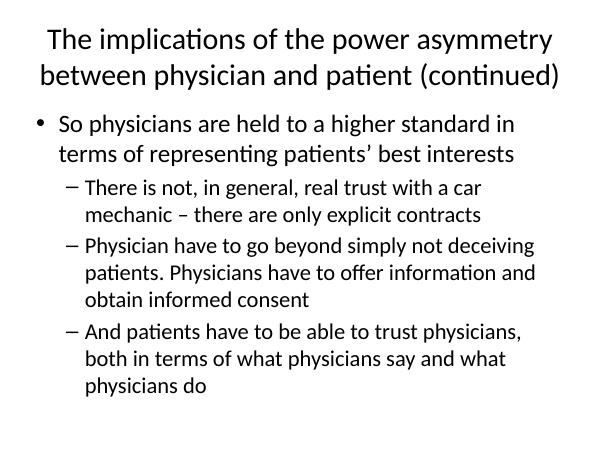 The implications of the power asymmetry
between physician and patient (continued)
• So physicians are held to a higher standard in
terms of representing patients’ best interests
– There is not, in general, real trust with a car
mechanic – there are only explicit contracts
– Physician have to go beyond simply not deceiving
patients. Physicians have to offer information and
obtain informed consent
– And patients have to be able to trust physicians,
both in terms of what physicians say and what
physicians do